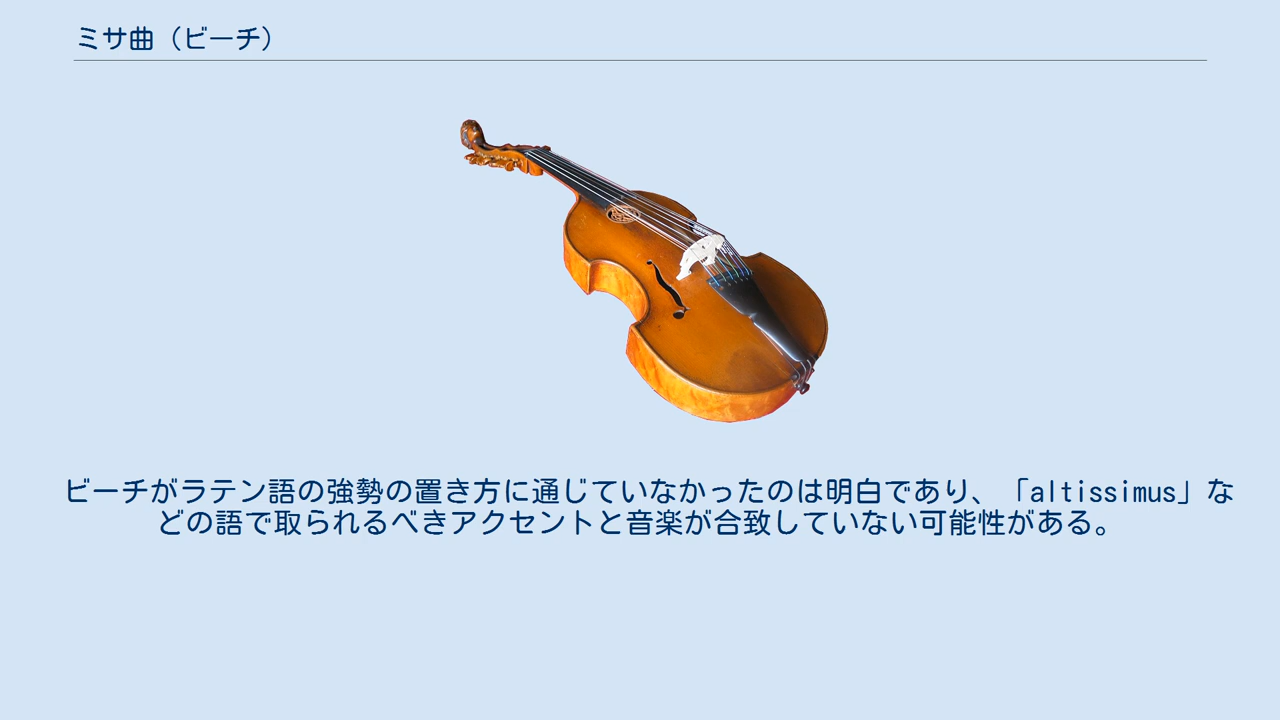 ミサ曲（ビーチ）
ビーチがラテン語の強勢の置き方に通じていなかったのは明白であり、「altissimus」な
どの語で取られるべきアクセントと音楽が合致していない可能性がある。